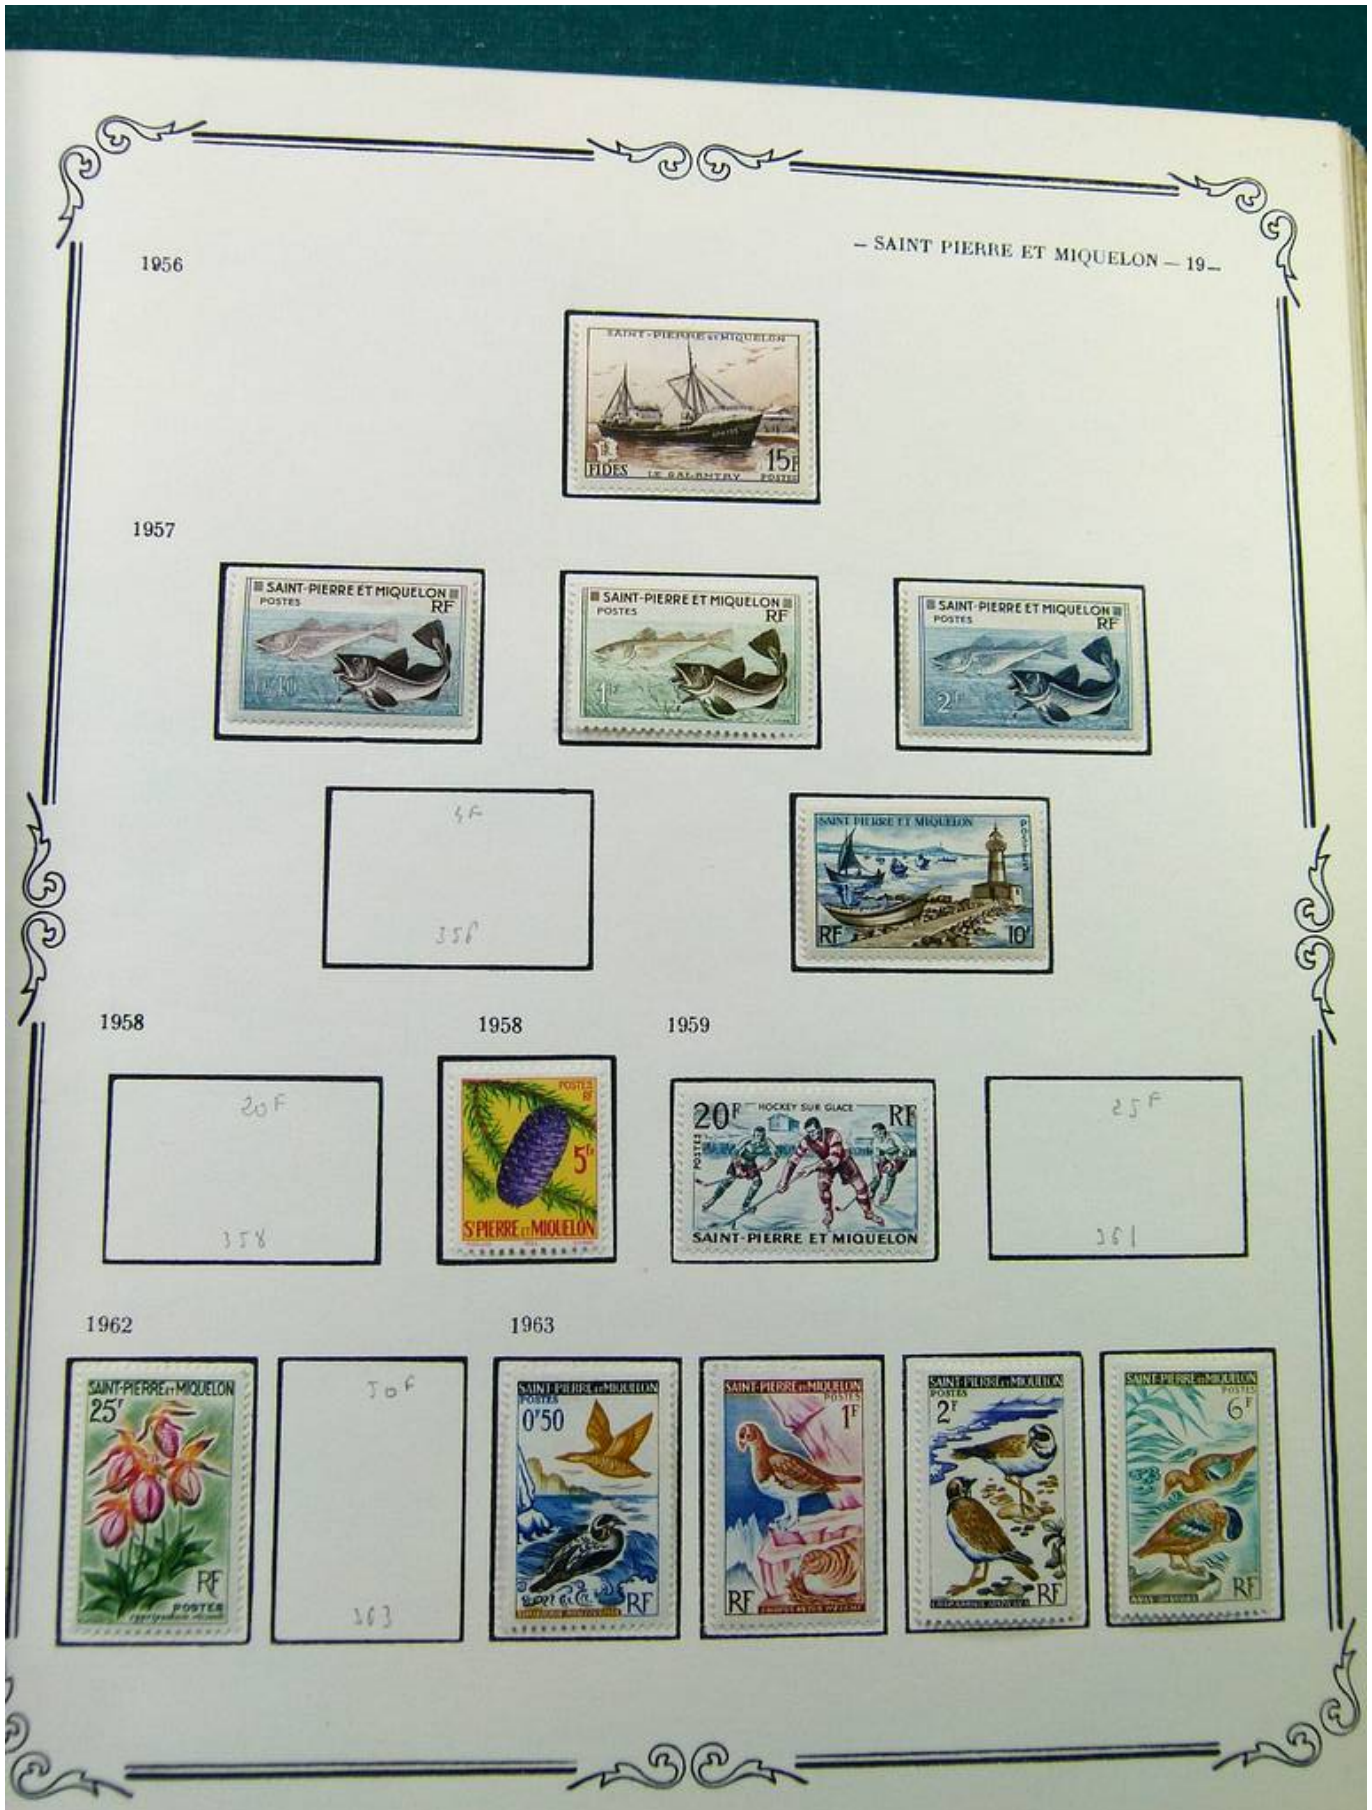 — SAINT PIERRE ET MIQUELON — 19 —
1956
SAINT-PIERRE ET MIQUELON
15F
FIDES
LE GALANTRY
POSTES
1957
SAINT-PIERRE ET MIQUELON
POSTES
RF
SAINT-PIERRE ET MIQUELON
POSTES
RF
1F
SAINT-PIERRE ET MIQUELON
POSTES
RF
2F
356
SAINT PIERRE ET MIQUELON
POSTES
RF
10F
1958
1958
1959
20F
358
POSTES
RF
5Fr
ST PIERRE ET MIQUELON
20F
HOCKEY SUR GLACE
RF
POSTES
SAINT-PIERRE ET MIQUELON
25F
361
1962
1963
SAINT-PIERRE ET MIQUELON
25F
RF
POSTES
50F
363
SAINT-PIERRE ET MIQUELON
POSTES
0F50
RF
SAINT-PIERRE ET MIQUELON
POSTES
1F
RF
SAINT-PIERRE ET MIQUELON
POSTES
2F
RF
SAINT-PIERRE ET MIQUELON
POSTES
6F
RF